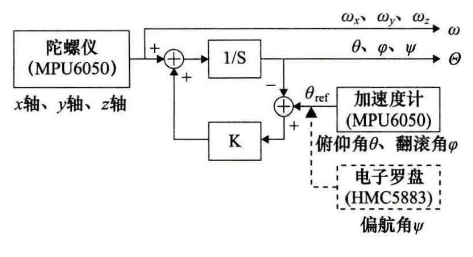 ωx、ωy、ωz
ω
陀螺仪
(MPU6050)
x轴、y轴、z轴
+
+
1/S
θ、φ、ψ
Θ
−
θref
+
K
加速度计
(MPU6050)
俯仰角θ、翻滚角φ
电子罗盘
(HMC5883)
偏航角ψ